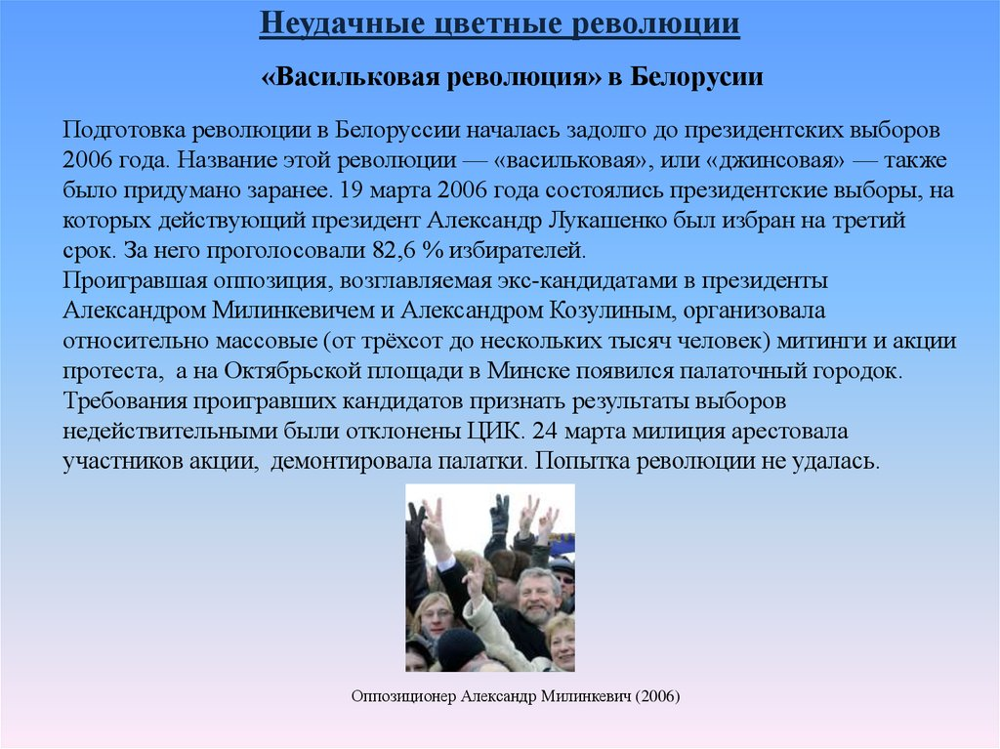 Неудачные цветные революции
«Васильковая революция» в Белорусии
Подготовка революции в Белоруссии началась задолго до президентских выборов
2006 года. Название этой революции — «васильковая», или «джинсовая» — также
было придумано заранее. 19 марта 2006 года состоялись президентские выборы, на
которых действующий президент Александр Лукашенко был избран на третий
срок. За него проголосовали 82,6 % избирателей.
Проигравшая оппозиция, возглавляемая экс-кандидатами в президенты
Александром Милинкевичем и Александром Козулиным, организовала
относительно массовые (от трёхсот до нескольких тысяч человек) митинги и акции
протеста, а на Октябрьской площади в Минске появился палаточный городок.
Требования проигравших кандидатов признать результаты выборов
недействительными были отклонены ЦИК. 24 марта милиция арестовала
участников акции, демонтировала палатки. Попытка революции не удалась.
Оппозиционер Александр Милинкевич (2006)